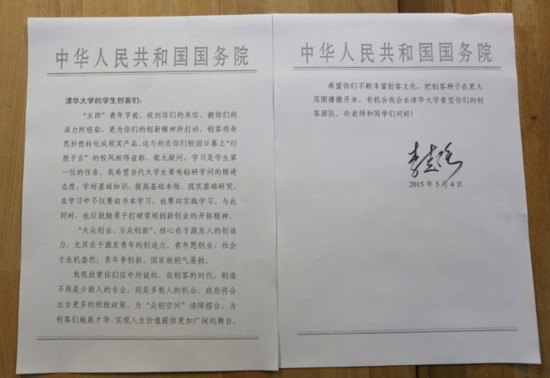 中华人民共和国国务院
清华大学的学生创客们：
“五四”青年节前，收到你们的来信，被你们的
活力所感染，更为你们的创新精神所打动。创客将奇
思妙想转化成现实产品，这与刻在你们校园日晷上“行
胜于言”的校风相得益彰。毫无疑问，学习是学生第
一位的任务。我希望当代大学生要有钻研学问的精进
态度，学好基础知识、提高基本本领、筑实基础研究，
在学习中不仅要向书本学习，也要向实践学习。与此
同时，也应鼓励勇于打破常规创新创业的开拓精神。
“大众创业、万众创新”，核心在于激发人的创造
力，尤其在于激发青年的创造力。青年愿创业，社会
才生机盎然；青年争创新，国家就朝气蓬勃。
我很欣赏你们信中所说的，在创客的时代，创造
不再是少数人的专业，而是多数人的机会。政府将会
出台更多的积极政策，为“众创空间”清障搭台，为
创客们施展才华、实现人生价值提供更加广阔的舞台。
中华人民共和国国务院
希望你们不断丰富创客文化，把创客种子在更大
范围播撒开来。有机会我会去清华大学看望你们的创
客团队。向老师和同学们问好！
李克强
2015年5月4日